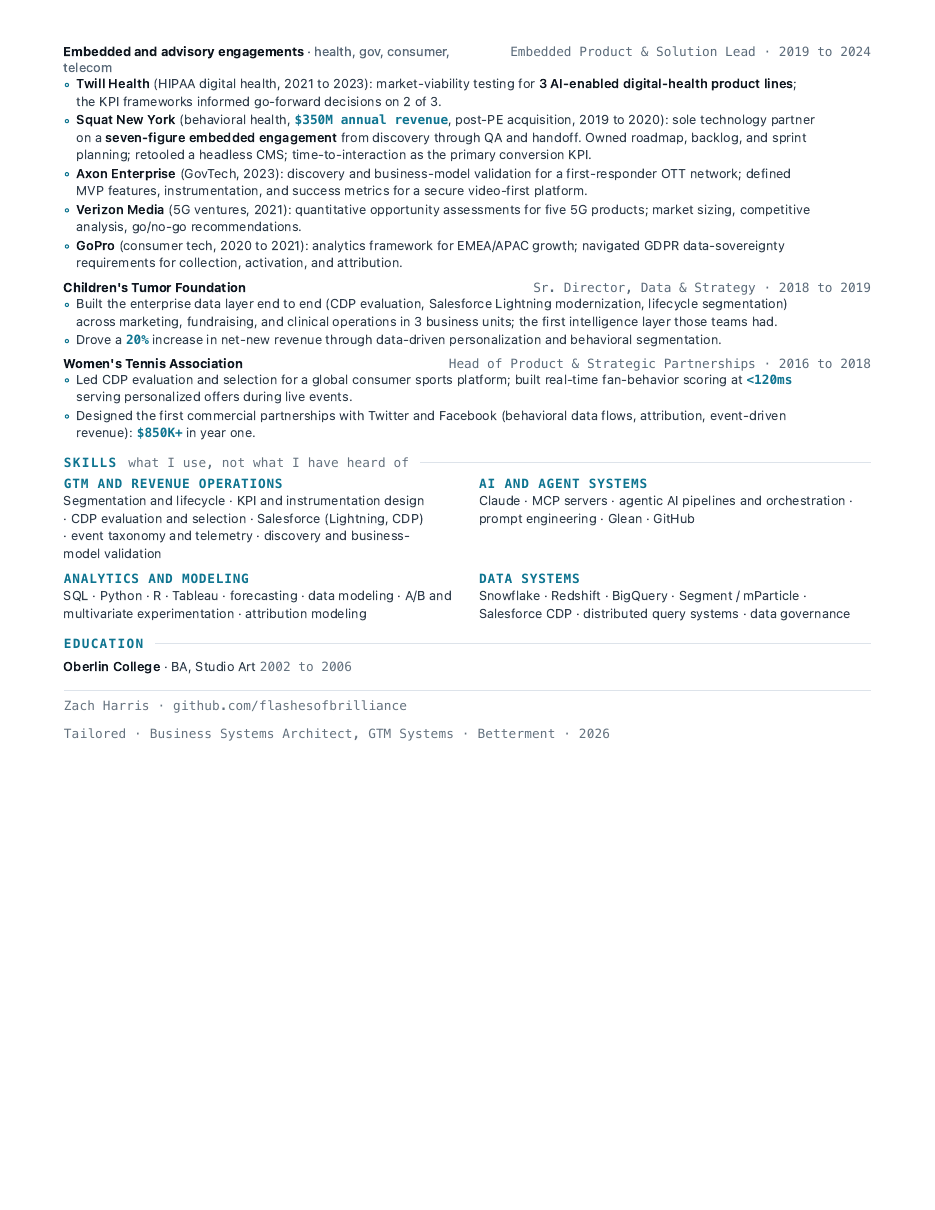 Embedded and advisory engagements · health, gov, consumer, telecom
Embedded Product & Solution Lead · 2019 to 2024
Twill Health (HIPAA digital health, 2021 to 2023): market-viability testing for 3 AI-enabled digital-health product lines;
the KPI frameworks informed go-forward decisions on 2 of 3.
Squat New York (behavioral health, $350M annual revenue, post-PE acquisition, 2019 to 2020): sole technology partner
on a seven-figure embedded engagement from discovery through QA and handoff. Owned roadmap, backlog, and sprint
planning; retooled a headless CMS; time-to-interaction as the primary conversion KPI.
Axon Enterprise (GovTech, 2023): discovery and business-model validation for a first-responder OTT network; defined
MVP features, instrumentation, and success metrics for a secure video-first platform.
Verizon Media (5G ventures, 2021): quantitative opportunity assessments for five 5G products; market sizing, competitive
analysis, go/no-go recommendations.
GoPro (consumer tech, 2020 to 2021): analytics framework for EMEA/APAC growth; navigated GDPR data-sovereignty
requirements for collection, activation, and attribution.
Children's Tumor Foundation
Sr. Director, Data & Strategy · 2018 to 2019
Built the enterprise data layer end to end (CDP evaluation, Salesforce Lightning modernization, lifecycle segmentation)
across marketing, fundraising, and clinical operations in 3 business units; the first intelligence layer those teams had.
Drove a 20% increase in net-new revenue through data-driven personalization and behavioral segmentation.
Women's Tennis Association
Head of Product & Strategic Partnerships · 2016 to 2018
Led CDP evaluation and selection for a global consumer sports platform; built real-time fan-behavior scoring at <120ms
serving personalized offers during live events.
Designed the first commercial partnerships with Twitter and Facebook (behavioral data flows, attribution, event-driven
revenue): $850K+ in year one.
SKILLS what I use, not what I have heard of
GTM AND REVENUE OPERATIONS
Segmentation and lifecycle · KPI and instrumentation design
· CDP evaluation and selection · Salesforce (Lightning, CDP)
· event taxonomy and telemetry · discovery and business-
model validation
AI AND AGENT SYSTEMS
Claude · MCP servers · agentic AI pipelines and orchestration ·
prompt engineering · Glean · GitHub
ANALYTICS AND MODELING
SQL · Python · R · Tableau · forecasting · data modeling · A/B and
multivariate experimentation · attribution modeling
DATA SYSTEMS
Snowflake · Redshift · BigQuery · Segment / mParticle ·
Salesforce CDP · distributed query systems · data governance
EDUCATION
Oberlin College · BA, Studio Art 2002 to 2006
Zach Harris · github.com/flashesofbrilliance
Tailored · Business Systems Architect, GTM Systems · Betterment · 2026